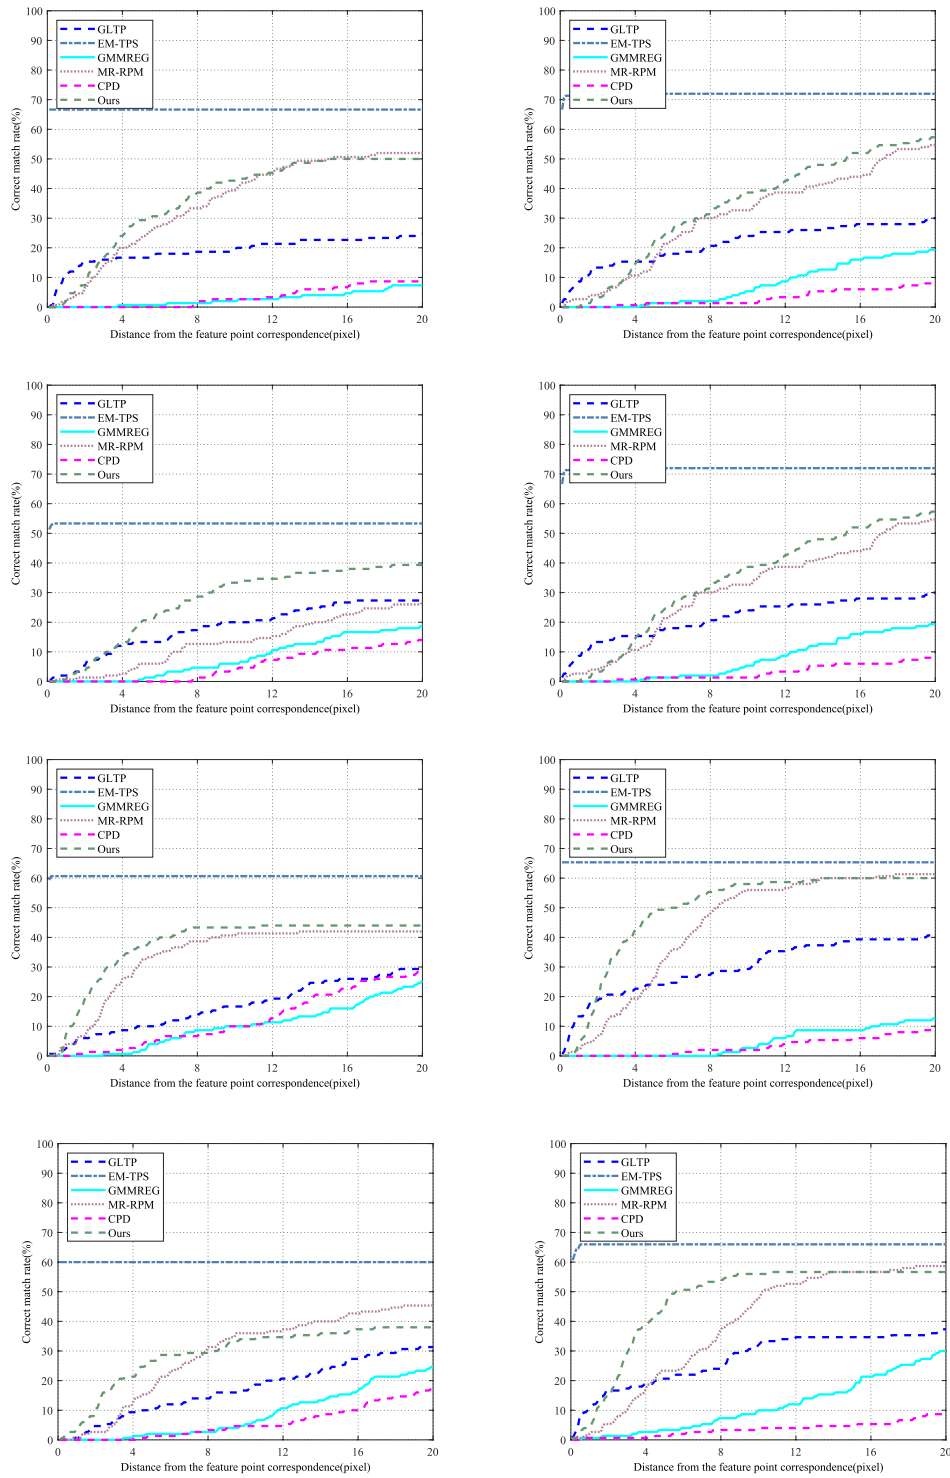 100
90
80
70
60
50
40
30
20
10
0
Correct match rate(%)
GLTP
EM-TPS
GMMREG
MR-RPM
CPD
Ours
0 4 8 12 16 20
Distance from the feature point correspondence(pixel)
100
90
80
70
60
50
40
30
20
10
0
Correct match rate(%)
GLTP
EM-TPS
GMMREG
MR-RPM
CPD
Ours
0 4 8 12 16 20
Distance from the feature point correspondence(pixel)
100
90
80
70
60
50
40
30
20
10
0
Correct match rate(%)
GLTP
EM-TPS
GMMREG
MR-RPM
CPD
Ours
0 4 8 12 16 20
Distance from the feature point correspondence(pixel)
100
90
80
70
60
50
40
30
20
10
0
Correct match rate(%)
GLTP
EM-TPS
GMMREG
MR-RPM
CPD
Ours
0 4 8 12 16 20
Distance from the feature point correspondence(pixel)
100
90
80
70
60
50
40
30
20
10
0
Correct match rate(%)
GLTP
EM-TPS
GMMREG
MR-RPM
CPD
Ours
0 4 8 12 16 20
Distance from the feature point correspondence(pixel)
100
90
80
70
60
50
40
30
20
10
0
Correct match rate(%)
GLTP
EM-TPS
GMMREG
MR-RPM
CPD
Ours
0 4 8 12 16 20
Distance from the feature point correspondence(pixel)
100
90
80
70
60
50
40
30
20
10
0
Correct match rate(%)
GLTP
EM-TPS
GMMREG
MR-RPM
CPD
Ours
0 4 8 12 16 20
Distance from the feature point correspondence(pixel)
100
90
80
70
60
50
40
30
20
10
0
Correct match rate(%)
GLTP
EM-TPS
GMMREG
MR-RPM
CPD
Ours
0 4 8 12 16 20
Distance from the feature point correspondence(pixel)